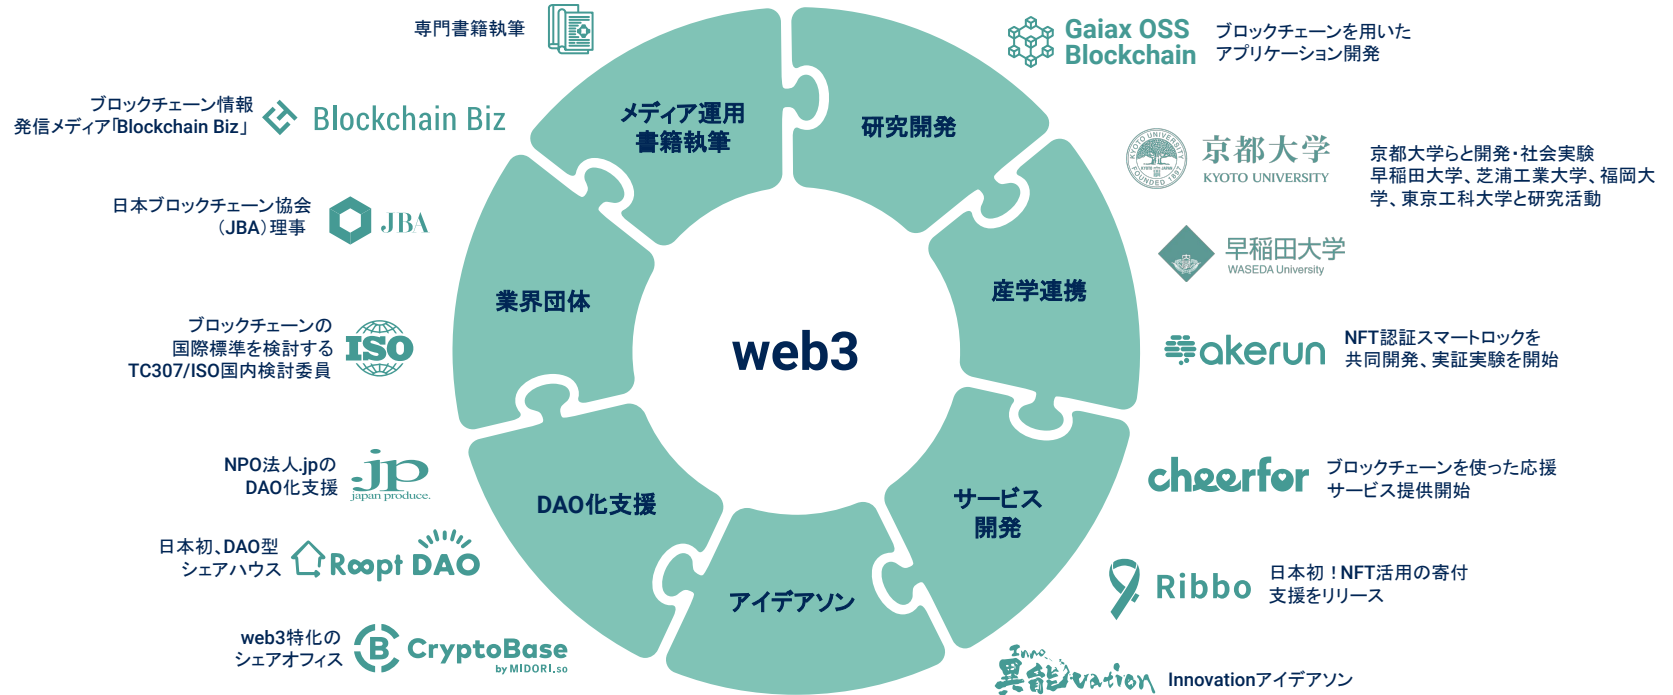 専門書籍執筆
Gaiax OSS
Blockchain
ブロックチェーンを用いた
アプリケーション開発
ブロックチェーン情報
発信メディア「Blockchain Biz」
Blockchain Biz
メディア運用
書籍執筆
研究開発
KYOTO UNIVERSITY
FOUNDED 1897
京都大学
KYOTO UNIVERSITY
京都大学らと開発・社会実験
早稲田大学、芝浦工業大学、福岡大
学、東京工科大学と研究活動
日本ブロックチェーン協会
（JBA）理事
JBA
早稲田大学
WASEDA University
業界団体
産学連携
ブロックチェーンの
国際標準を検討する
TC307/ISO国内検討委員
ISO
web3
akerun
NFT認証スマートロックを
共同開発、実証実験を開始
NPO法人.jpの
DAO化支援
.jp
japan produce.
DAO化支援
サービス
開発
cheerfor
ブロックチェーンを使った応援
サービス提供開始
日本初、DAO型
シェアハウス
Roopt DAO
アイデアソン
Ribbo
日本初！NFT活用の寄付
支援をリリース
web3特化の
シェアオフィス
B
CryptoBase
by MIDORI.so
Inno
異能vation
Innovationアイデアソン